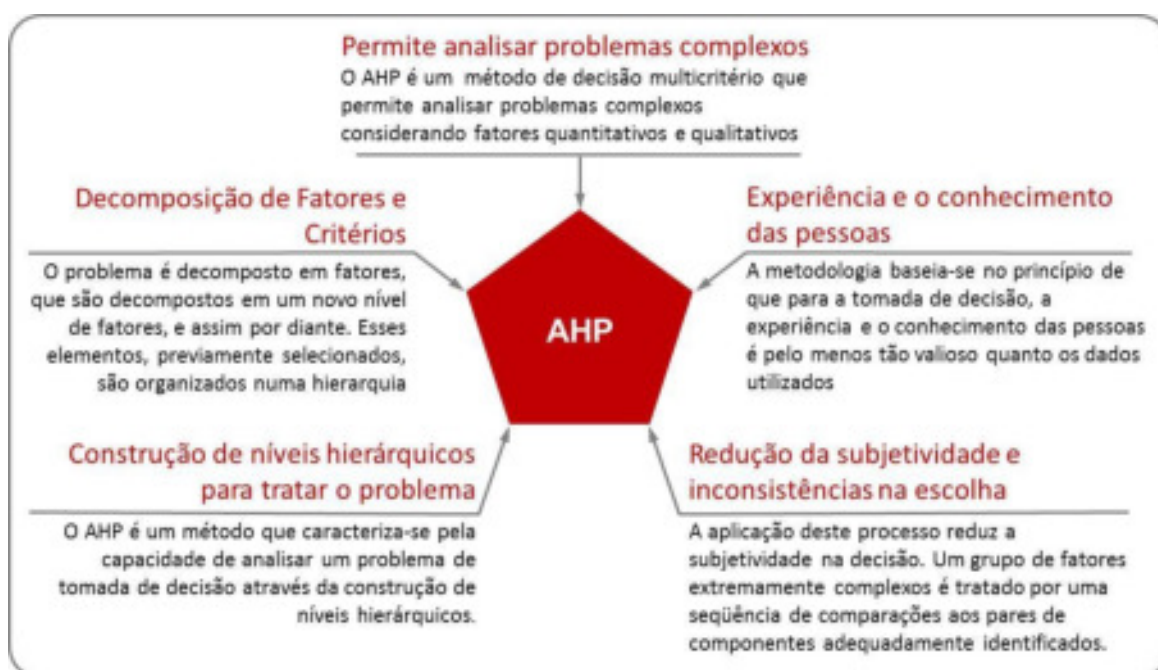 Permite analisar problemas complexos
O AHP é um método de decisão multicritério que
permite analisar problemas complexos
considerando fatores quantitativos e qualitativos
Decomposição de Fatores e
Critérios
O problema é decomposto em fatores,
que são decompostos em um novo nível
de fatores, e assim por diante. Esses
elementos, previamente selecionados,
são organizados numa hierarquia
Experiência e o conhecimento
das pessoas
A metodologia baseia-se no princípio de
que para a tomada de decisão, a
experiência e o conhecimento das pessoas
é pelo menos tão valioso quanto os dados
utilizados
AHP
Construção de níveis hierárquicos
para tratar o problema
O AHP é um método que caracteriza-se pela
capacidade de analisar um problema de
tomada de decisão através da construção de
níveis hierárquicos.
Redução da subjetividade e
inconsistências na escolha
A aplicação deste processo reduz a
subjetividade na decisão. Um grupo de fatores
extremamente complexos é tratado por uma
seqüência de comparações aos pares de
componentes adequadamente identificados.